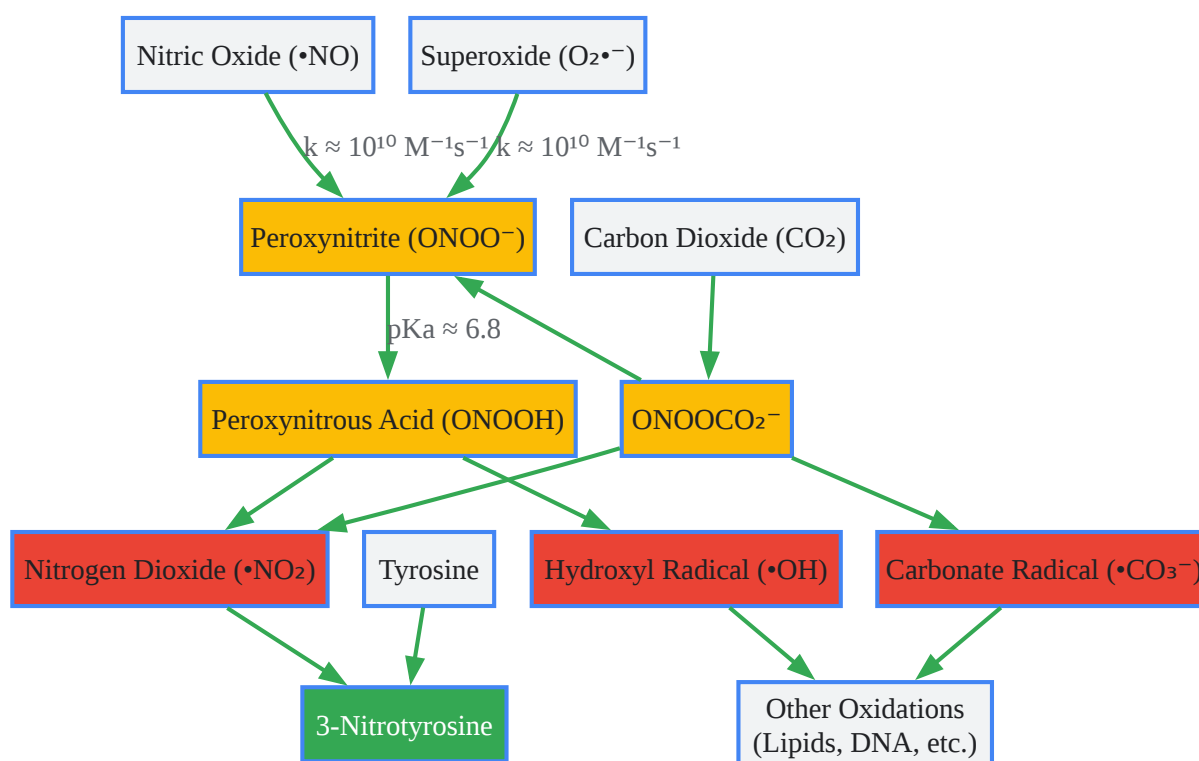 Nitric Oxide (•NO)
Superoxide (O₂•⁻)
k ≈ 10¹⁰ M⁻¹s⁻¹
k ≈ 10¹⁰ M⁻¹s⁻¹
Peroxynitrite (ONOO⁻)
Carbon Dioxide (CO₂)
pKa ≈ 6.8
Peroxynitrous Acid (ONOOH)
ONOOCO₂⁻
Nitrogen Dioxide (•NO₂)
Tyrosine
Hydroxyl Radical (•OH)
Carbonate Radical (•CO₃⁻)
3-Nitrotyrosine
Other Oxidations
(Lipids, DNA, etc.)